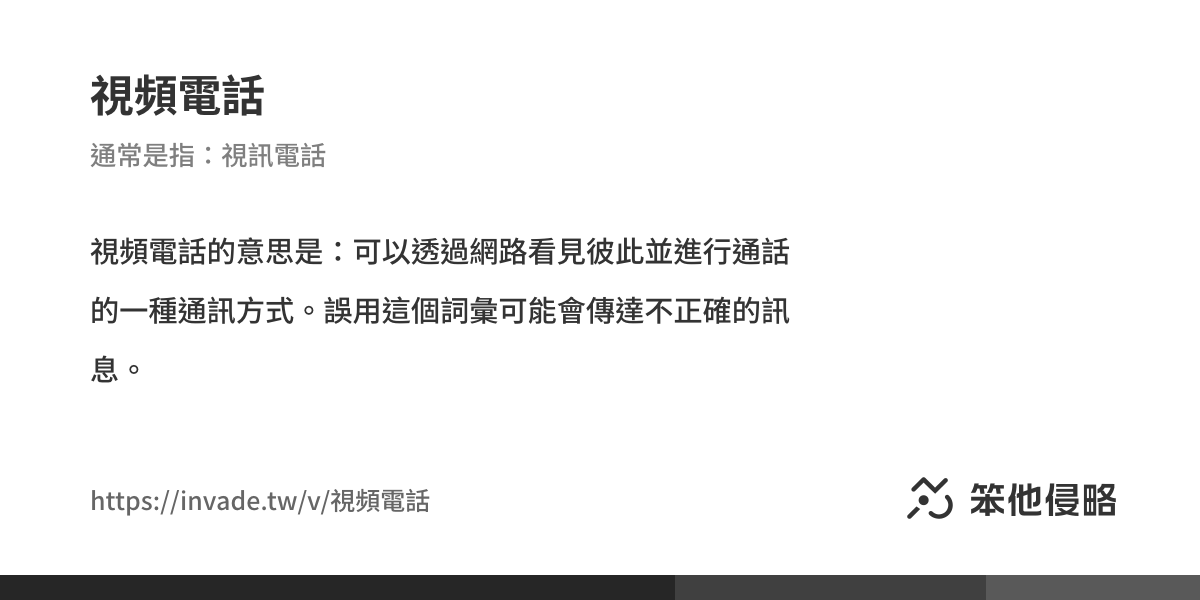 視頻電話
通常是指：視訊電話
視頻電話的意思是：可以透過網路看見彼此並進行通話
的一種通訊方式。誤用這個詞彙可能會傳達不正確的訊
息。
https://invade.tw/v/視頻電話
笨他侵略